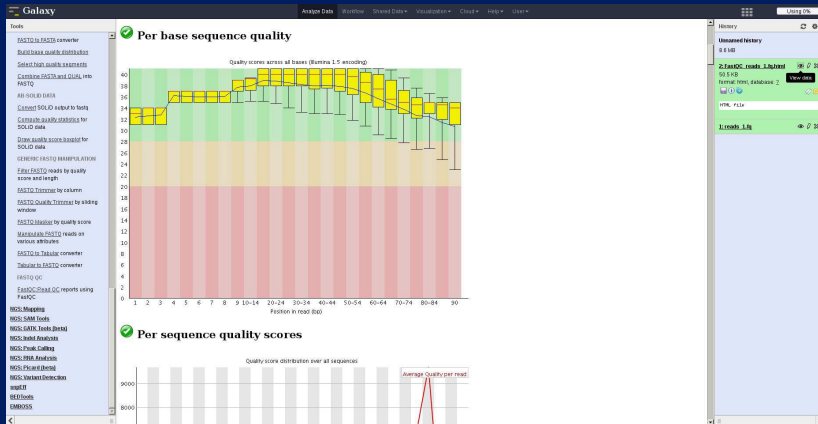 Galaxy
Analyze Data Workflow Shared Data Visualization Cloud Help User
Using 0%
Tools
FASTQ to FASTA converter
Build base quality distribution
Select high quality segments
Combine FASTA and QUAL into
FASTQ
AB-SOLID DATA
Convert SOLiD output to fastq
Compute quality statistics for
SOLiD data
Draw quality score boxplot for
SOLiD data
GENERIC FASTQ MANIPULATION
Filter FASTQ reads by quality
score and length
FASTQ Trimmer by column
FASTQ Quality Trimmer by sliding
window
FASTQ Masker by quality score
Manipulate FASTQ reads on
various attributes
FASTQ to Tabular converter
Tabular to FASTQ converter
FASTQ QC
FastQC:Read QC reports using
FastQC
NGS: Mapping
NGS: SAM Tools
NGS: GATK Tools (beta)
NGS: Indel Analysis
NGS: Peak Calling
NGS: RNA Analysis
NGS: Picard (beta)
NGS: Variant Detection
snpEff
BEDTools
EMBOSS
Per base sequence quality
Quality scores across all bases (Illumina 1.5 encoding)
40
38
36
34
32
30
28
26
24
22
20
18
16
14
12
10
8
6
4
2
0
1 2 3 4 5 6 7 8 9 10-14 20-24 30-34 40-44 50-54 60-64 70-74 80-84 90
Position in read (bp)
Per sequence quality scores
Quality score distribution over all sequences
Average Quality per read
9000
8000
History
Unnamed history
2: FastQC_reads_1.fq.html
View data
50.5 KB
format: html, database: ?
HTML file
1: reads_1.fq